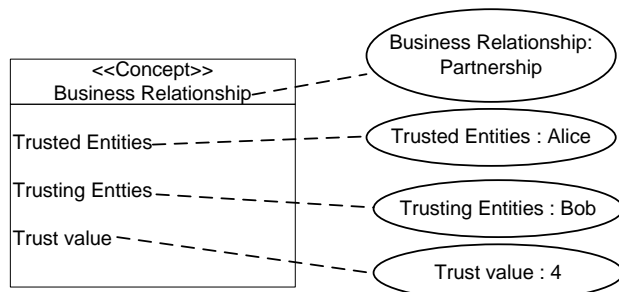 <<Concept>>
Business Relationship
Trusted Entities
Trusting Entties
Trust value
Business Relationship:
Partnership
Trusted Entities : Alice
Trusting Entities : Bob
Trust value : 4